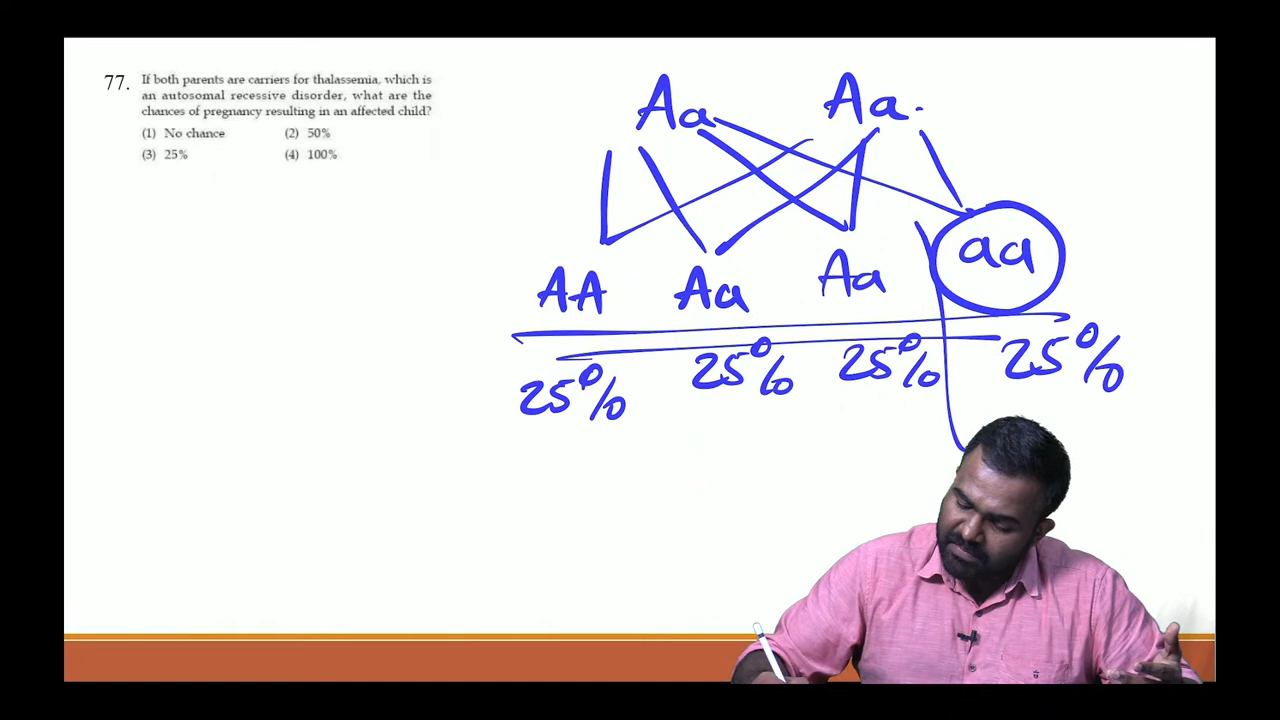 77. If both parents are carriers for thalassemia, which is
an autosomal recessive disorder, what are the
chances of pregnancy resulting in an affected child?
(1) No chance (2) 50%
(3) 25% (4) 100%
Aa Aa
AA Aa Aa aa
25% 25% 25% 25%